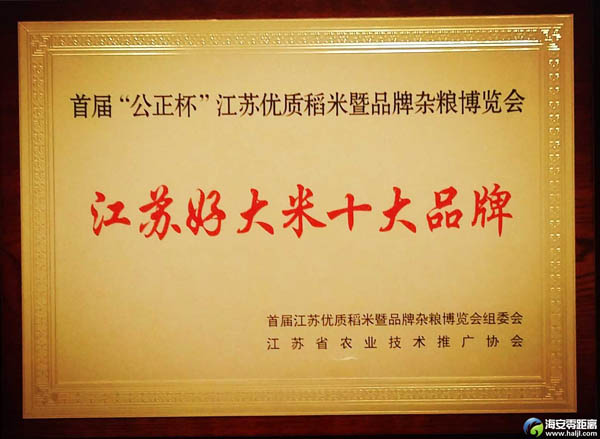 首届“公正杯”江苏优质稻米暨品牌杂粮博览会
江苏好大米十大品牌
首届江苏优质稻米暨品牌杂粮博览会组委会
江苏省农业技术推广协会
海安零距离
www.haljl.com